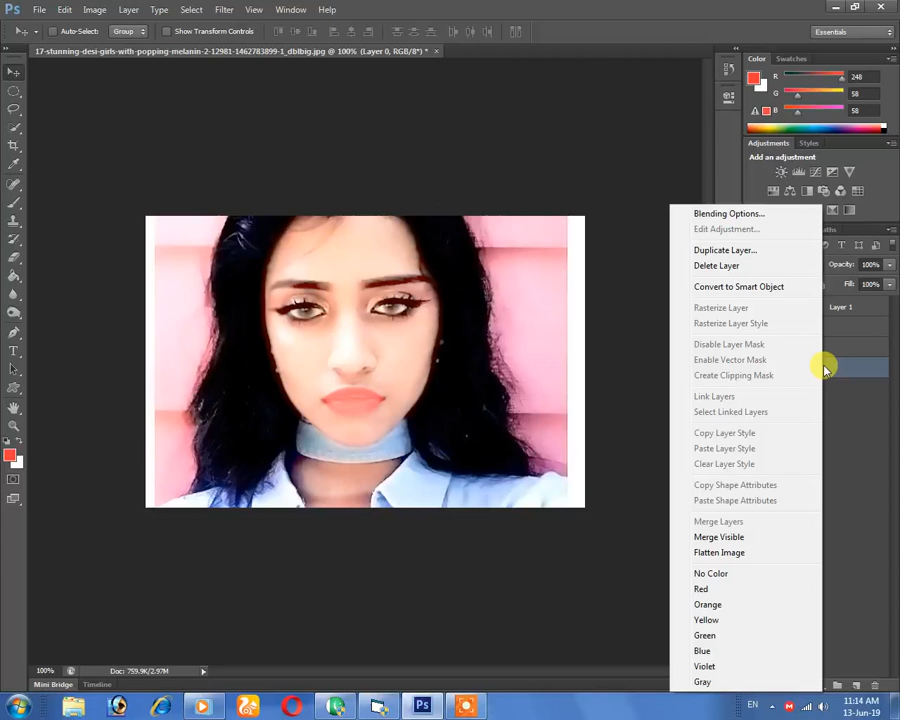 Ps File Edit Image Layer Type Select Filter View Window Help
Auto-Select: Group Show Transform Controls Essentials
17-stunning-desi-girls-with-popping-melanin-2-12981-1462783899-1_dblbig.jpg @ 100% (Layer 0, RGB/8*) *
Color Swatches
R 248
G 58
B 58
Adjustments Styles
Add an adjustment
Blending Options...
Edit Adjustment...
Duplicate Layer...
Opacity: 100%
Delete Layer
Convert to Smart Object
Fill: 100%
Rasterize Layer
Layer 1
Rasterize Layer Style
Disable Layer Mask
Enable Vector Mask
Create Clipping Mask
Link Layers
Select Linked Layers
Copy Layer Style
Paste Layer Style
Clear Layer Style
Copy Shape Attributes
Paste Shape Attributes
Merge Layers
Merge Visible
Flatten Image
No Color
Red
Orange
Yellow
Green
Blue
Violet
Gray
100% Doc: 759.9K/2.97M
Mini Bridge Timeline
Ps
EN
11:14 AM
13-Jun-19